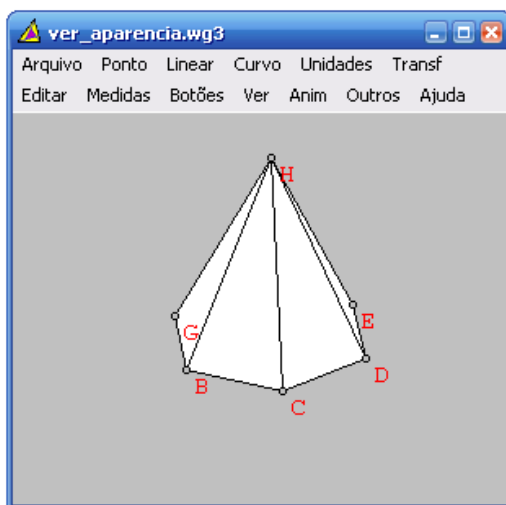 ver_aparencia.wg3
Arquivo Ponto Linear Curvo Unidades Transf
Editar Medidas Botões Ver Anim Outros Ajuda
H
G
E
B
D
C